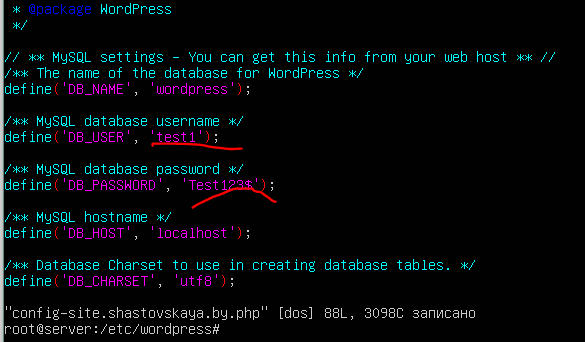 * @package WordPress
*/
// ** MySQL settings - You can get this info from your web host ** //
/** The name of the database for WordPress */
define('DB_NAME', 'wordpress');
/** MySQL database username */
define('DB_USER', 'test1');
/** MySQL database password */
define('DB_PASSWORD', 'Test123$');
/** MySQL hostname */
define('DB_HOST', 'localhost');
/** Database Charset to use in creating database tables. */
define('DB_CHARSET', 'utf8');
"config-site.shastovskaya.by.php" [dos] 88L, 3098C записано
root@server:/etc/wordpress#